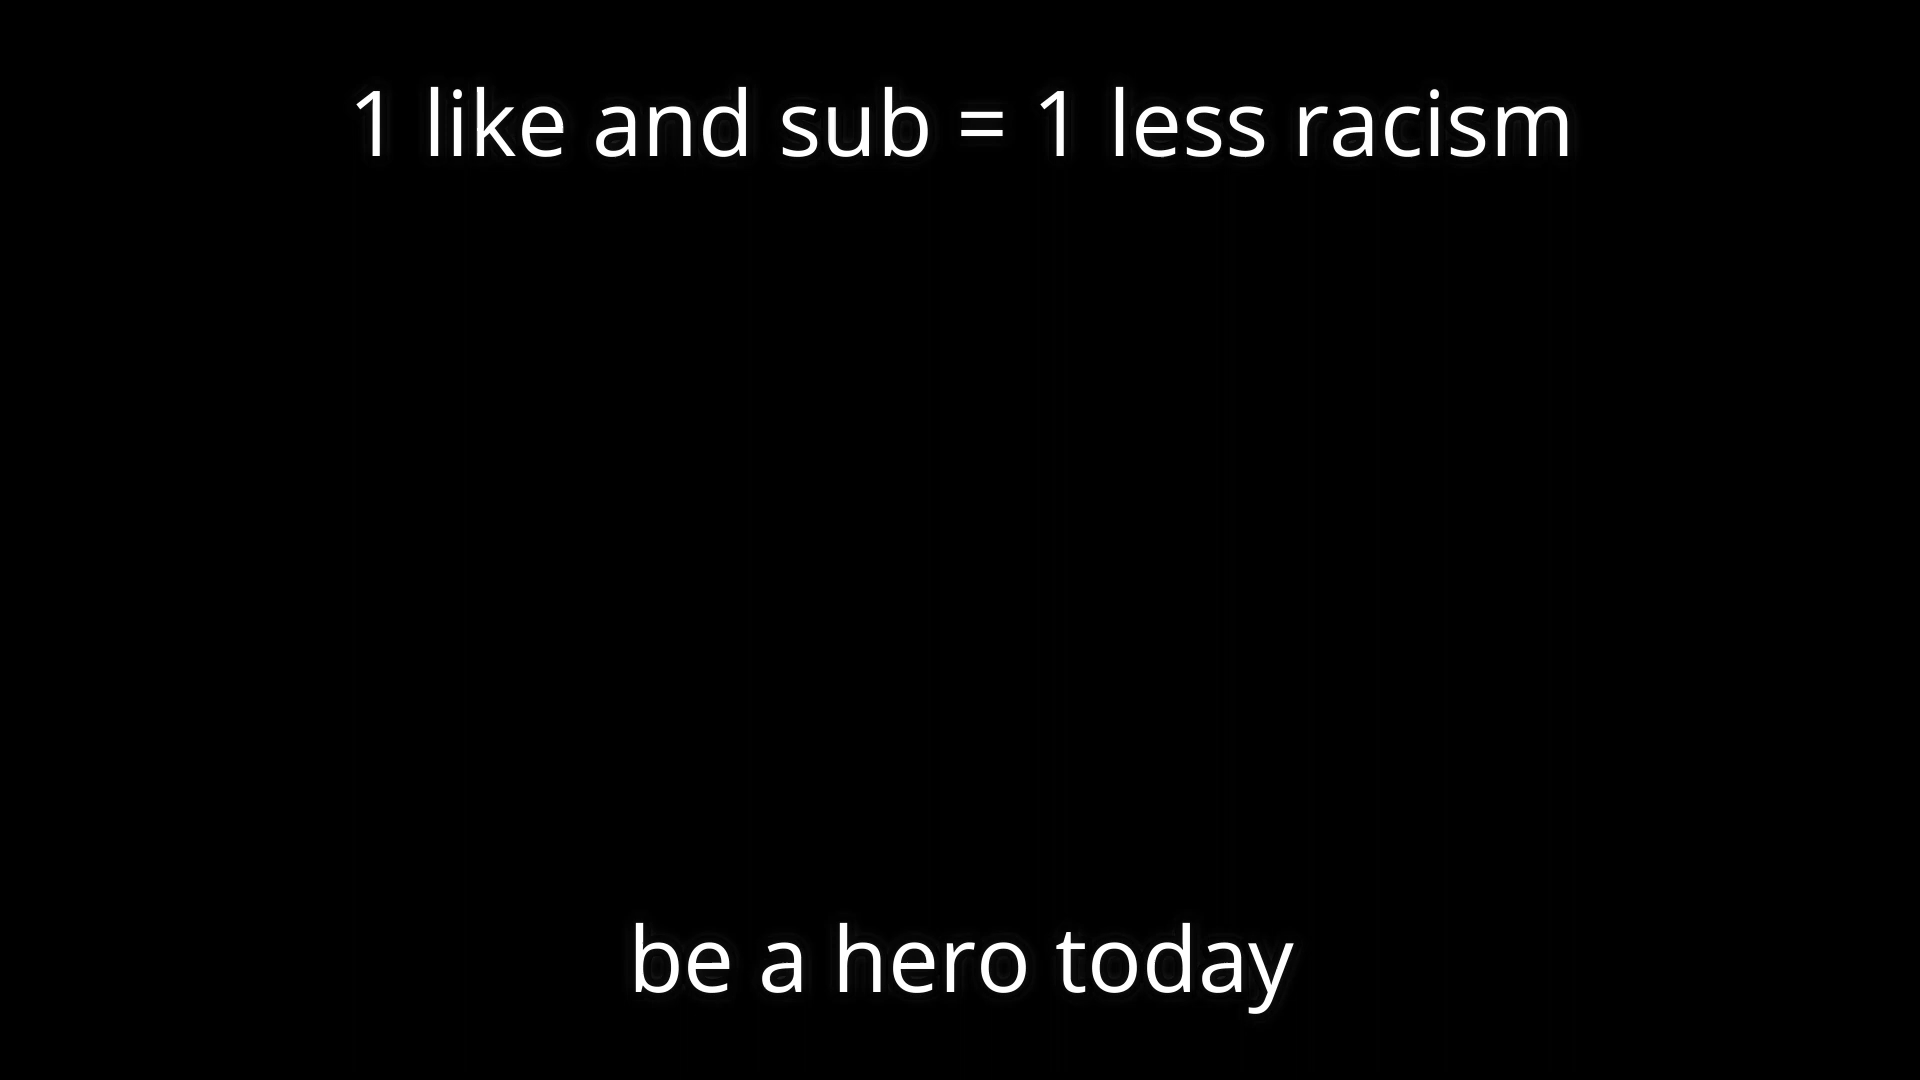 1 like and sub = 1 less racism
be a hero today